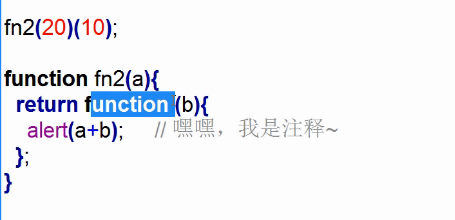 fn2(20)(10);
function fn2(a){
return function (b){
alert(a+b); // 嘿嘿，我是注释~
};
}